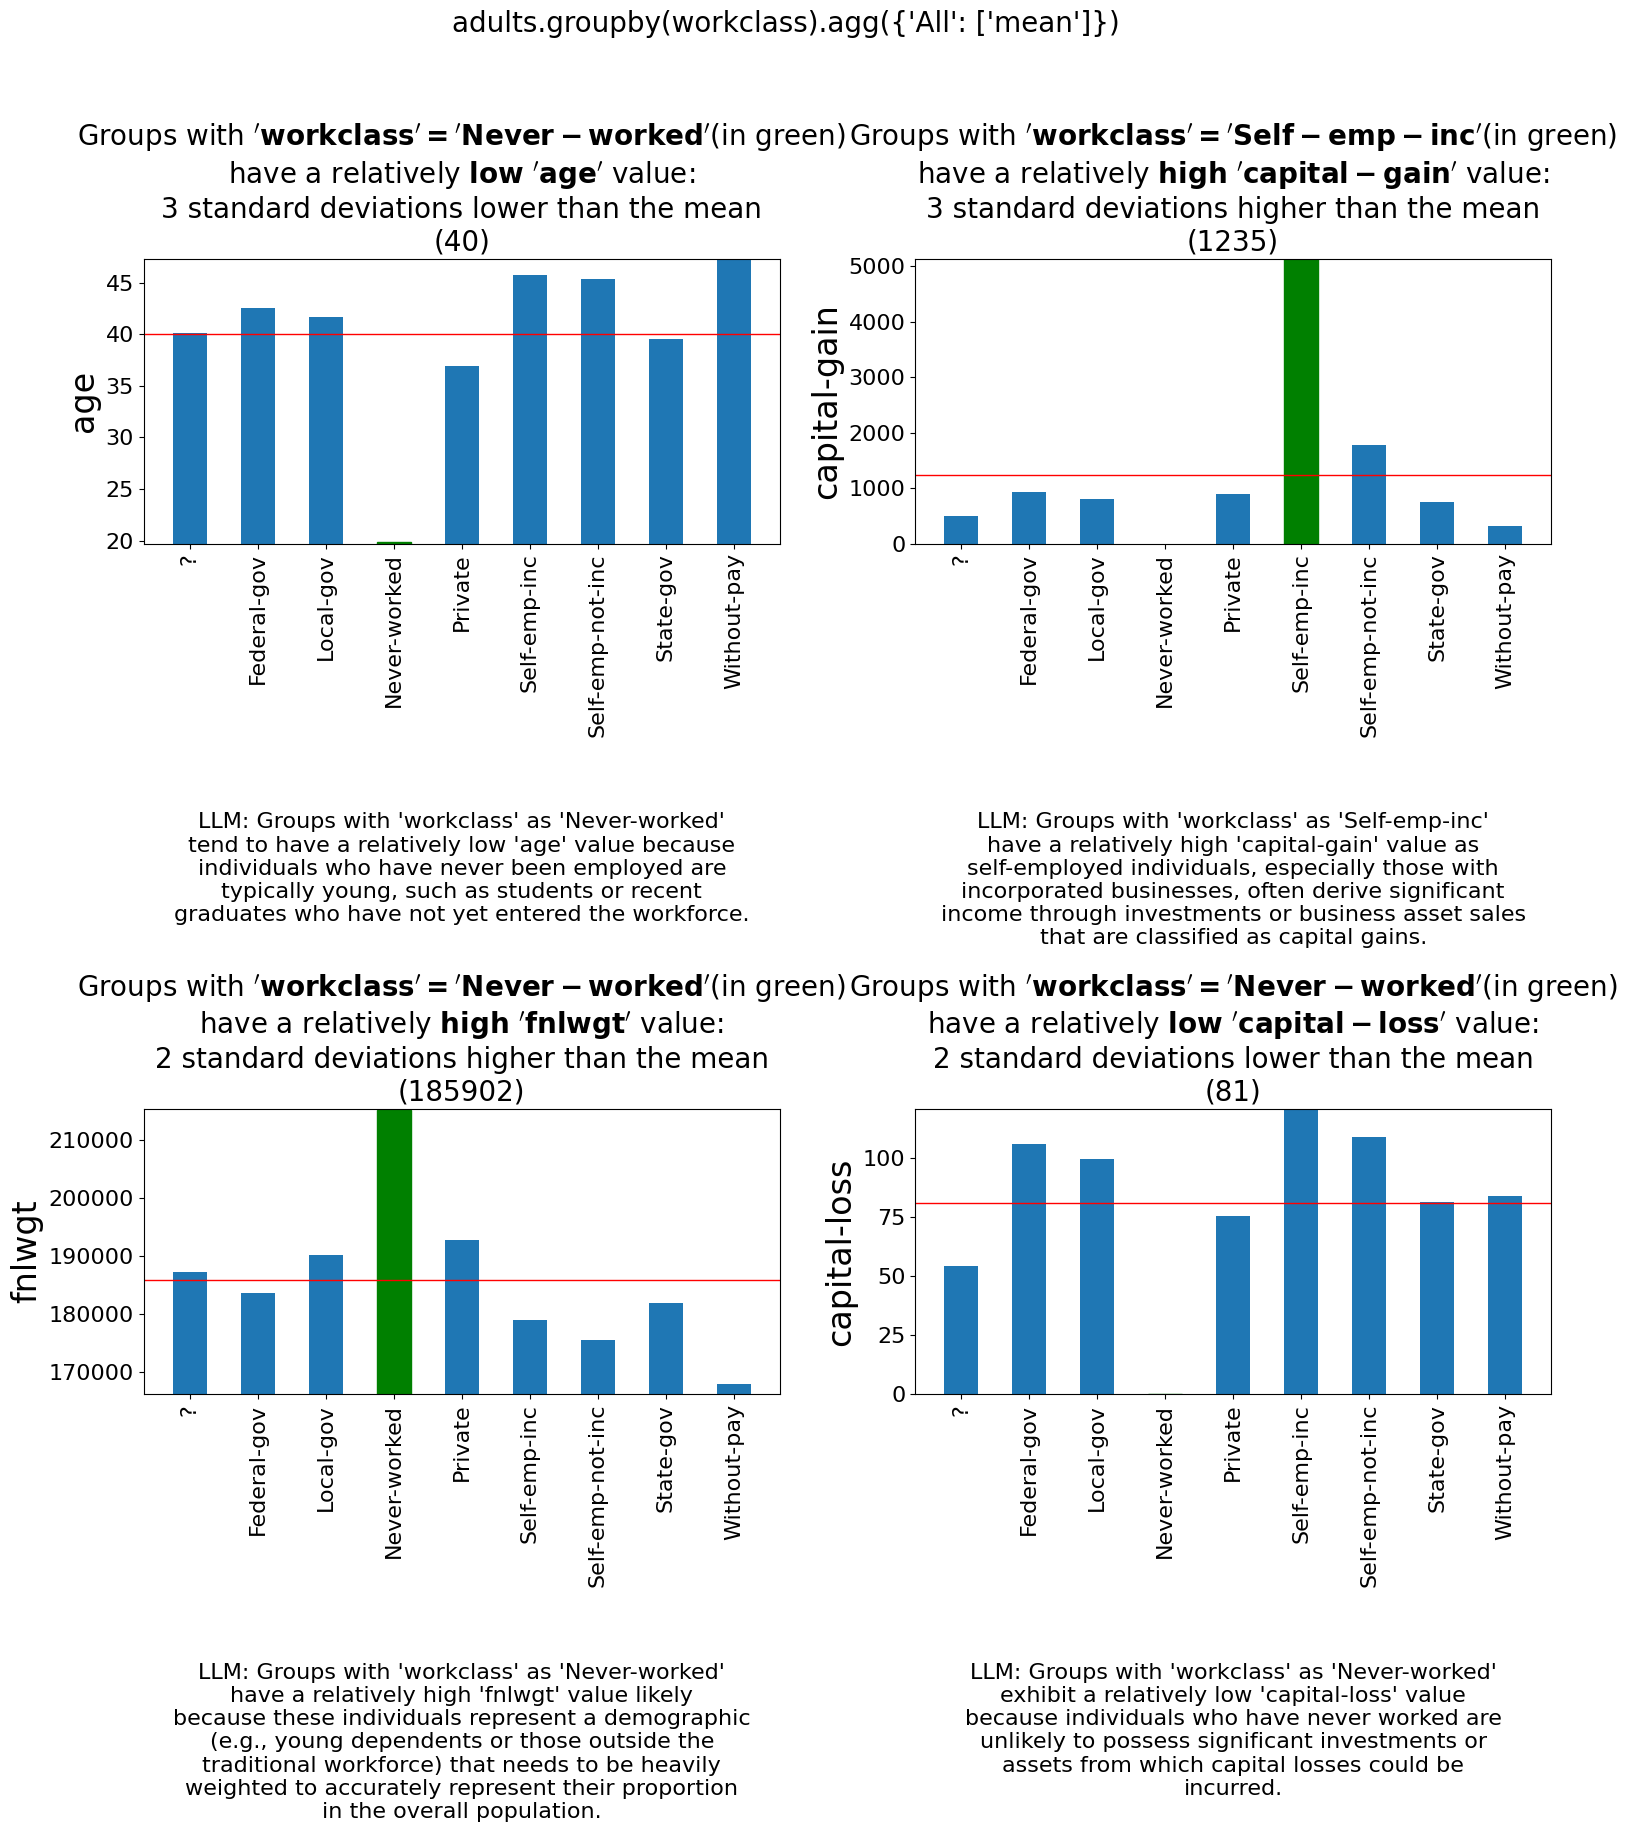 adults.groupby(workclass).agg({'All': ['mean']})
Groups with ′workclass′ = ′Never − worked′(in green)
have a relatively low ′age′ value:
3 standard deviations lower than the mean
(40)
45
40
35
30
25
20
age
?
Federal-gov
Local-gov
Never-worked
Private
Self-emp-inc
Self-emp-not-inc
State-gov
Without-pay
LLM: Groups with 'workclass' as 'Never-worked'
tend to have a relatively low 'age' value because
individuals who have never been employed are
typically young, such as students or recent
graduates who have not yet entered the workforce.
Groups with ′workclass′ = ′Self − emp − inc′(in green)
have a relatively high ′capital − gain′ value:
3 standard deviations higher than the mean
(1235)
5000
4000
3000
2000
1000
0
capital-gain
?
Federal-gov
Local-gov
Never-worked
Private
Self-emp-inc
Self-emp-not-inc
State-gov
Without-pay
LLM: Groups with 'workclass' as 'Self-emp-inc'
have a relatively high 'capital-gain' value as
self-employed individuals, especially those with
incorporated businesses, often derive significant
income through investments or business asset sales
that are classified as capital gains.
Groups with ′workclass′ = ′Never − worked′(in green)
have a relatively high ′fnlwgt′ value:
2 standard deviations higher than the mean
(185902)
210000
200000
190000
180000
170000
fnlwgt
?
Federal-gov
Local-gov
Never-worked
Private
Self-emp-inc
Self-emp-not-inc
State-gov
Without-pay
LLM: Groups with 'workclass' as 'Never-worked'
have a relatively high 'fnlwgt' value likely
because these individuals represent a demographic
(e.g., young dependents or those outside the
traditional workforce) that needs to be heavily
weighted to accurately represent their proportion
in the overall population.
Groups with ′workclass′ = ′Never − worked′(in green)
have a relatively low ′capital − loss′ value:
2 standard deviations lower than the mean
(81)
100
75
50
25
0
capital-loss
?
Federal-gov
Local-gov
Never-worked
Private
Self-emp-inc
Self-emp-not-inc
State-gov
Without-pay
LLM: Groups with 'workclass' as 'Never-worked'
exhibit a relatively low 'capital-loss' value
because individuals who have never worked are
unlikely to possess significant investments or
assets from which capital losses could be
incurred.